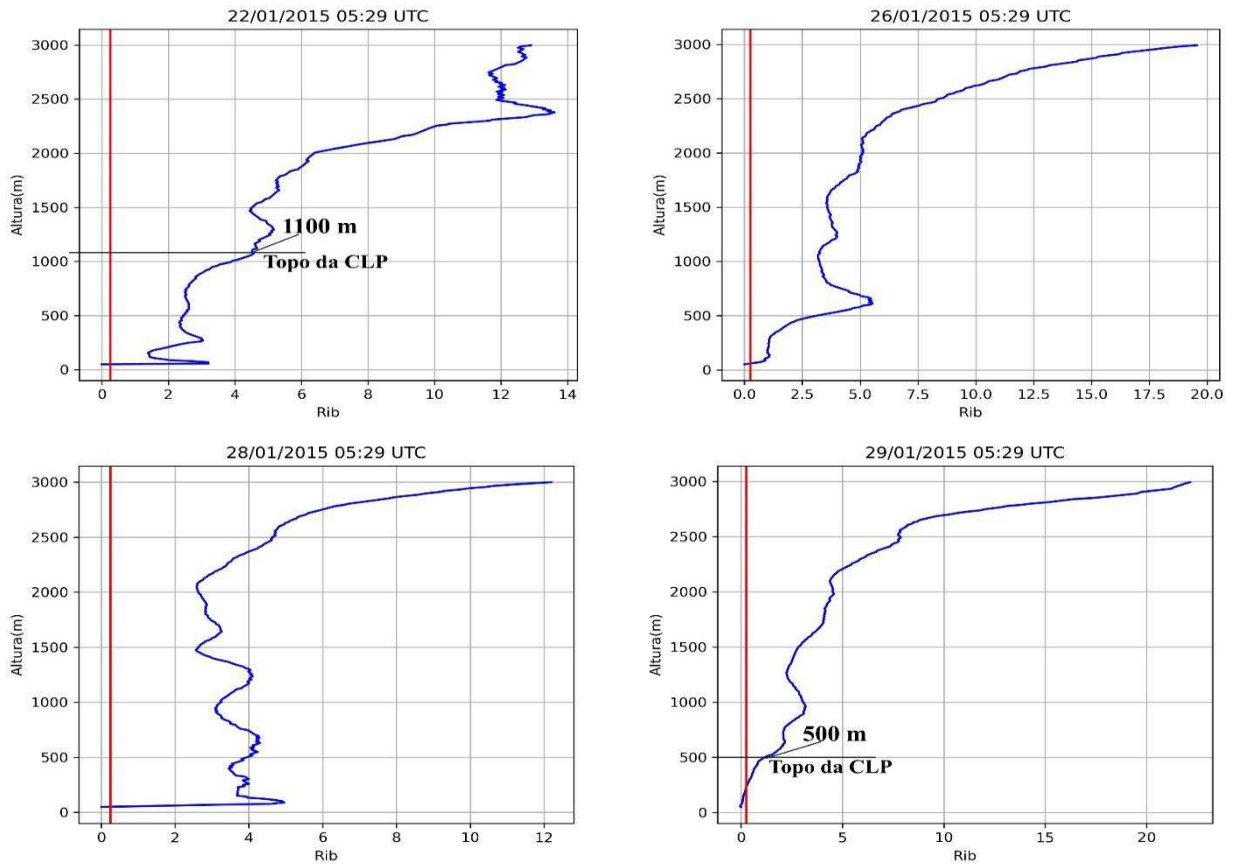 22/01/2015 05:29 UTC
3000
2500
2000
1500
1000
500
0
Altura(m)
1100 m
Topo da CLP
0 2 4 6 8 10 12 14
Rib
26/01/2015 05:29 UTC
3000
2500
2000
1500
1000
500
0
Altura(m)
0.0 2.5 5.0 7.5 10.0 12.5 15.0 17.5 20.0
Rib
28/01/2015 05:29 UTC
3000
2500
2000
1500
1000
500
0
Altura(m)
0 2 4 6 8 10 12
Rib
29/01/2015 05:29 UTC
3000
2500
2000
1500
1000
500
0
Altura(m)
500 m
Topo da CLP
0 5 10 15 20
Rib